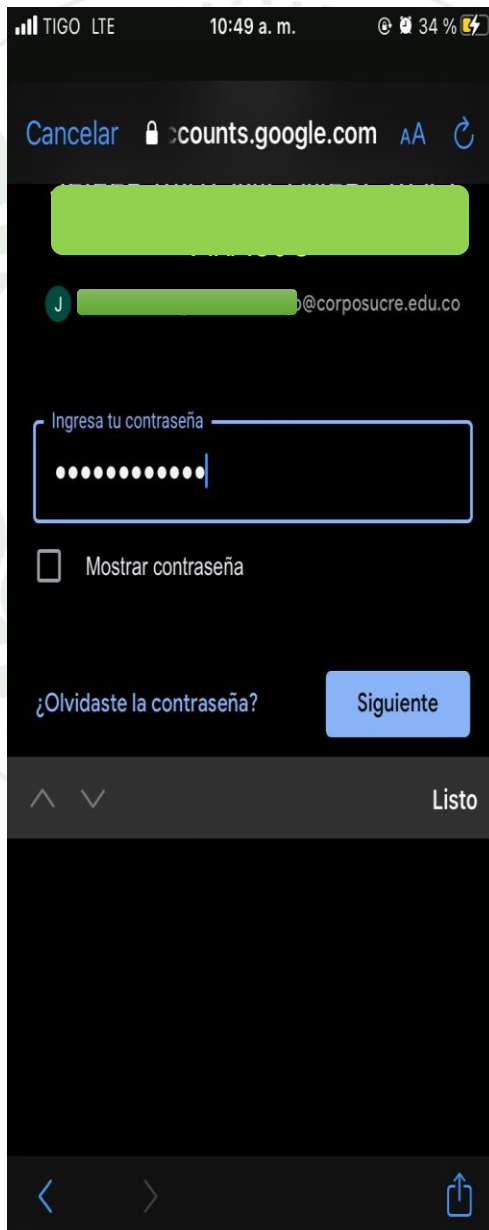 TIGO LTE 10:49 a. m. 34 %
Cancelar counts.google.com AA
J @corposucre.edu.co
Ingresa tu contraseña
••••••••••••
Mostrar contraseña
¿Olvidaste la contraseña? Siguiente
Listo